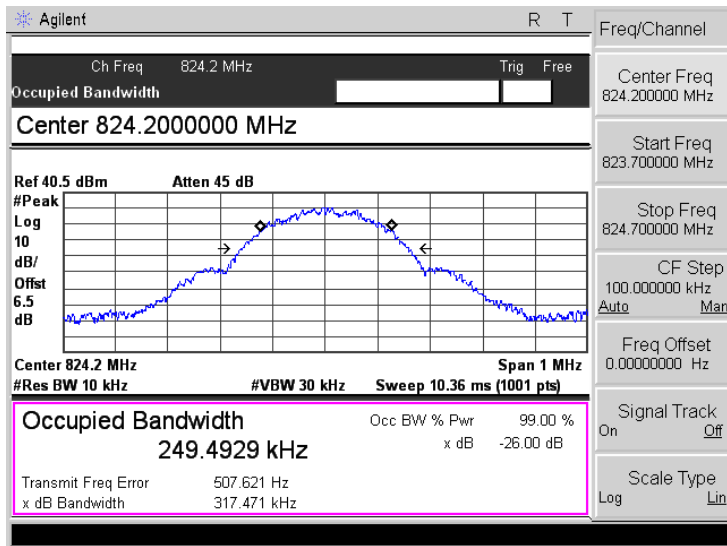 Agilent
R T
Ch Freq 824.2 MHz
Trig Free
Occupied Bandwidth
Center 824.2000000 MHz
Ref 40.5 dBm Atten 45 dB
#Peak
Log
10
dB/
Offst
6.5
dB
Center 824.2 MHz
Span 1 MHz
#Res BW 10 kHz #VBW 30 kHz Sweep 10.36 ms (1001 pts)
Occupied Bandwidth
249.4929 kHz
Occ BW % Pwr 99.00 %
x dB -26.00 dB
Transmit Freq Error 507.621 Hz
x dB Bandwidth 317.471 kHz
Freq/Channel
Center Freq
824.200000 MHz
Start Freq
823.700000 MHz
Stop Freq
824.700000 MHz
CF Step
100.000000 kHz
Auto Man
Freq Offset
0.00000000 Hz
Signal Track
On Off
Scale Type
Log Lin